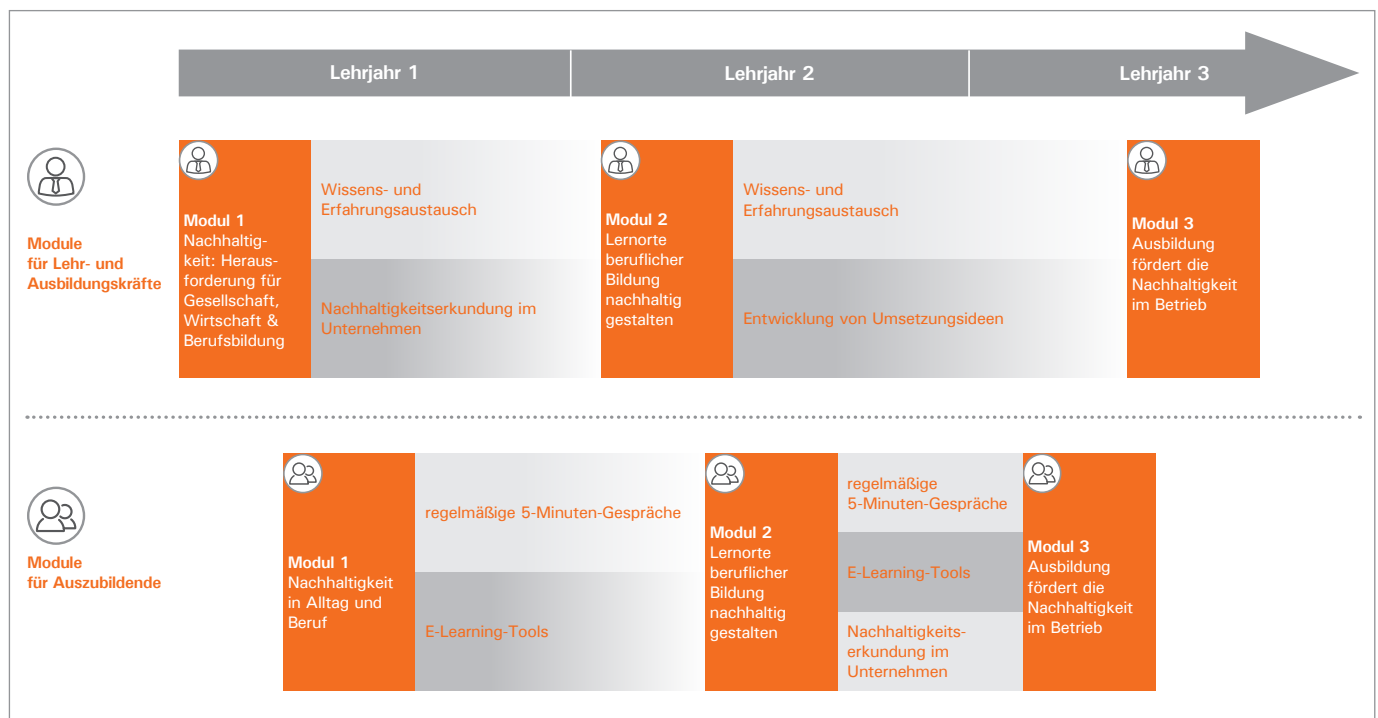 Lehrjahr 1
Lehrjahr 2
Lehrjahr 3
Module
für Lehr- und
Ausbildungskräfte
Modul 1
Nachhaltig-
keit: Heraus-
forderung für
Gesellschaft,
Wirtschaft &
Berufsbildung
Wissens- und
Erfahrungsaustausch
Nachhaltigkeitserkundung im
Unternehmen
Modul 2
Lernorte
beruflicher
Bildung
nachhaltig
gestalten
Wissens- und
Erfahrungsaustausch
Entwicklung von Umsetzungsideen
Modul 3
Ausbildung
fördert die
Nachhaltigkeit
im Betrieb
Module
für Auszubildende
Modul 1
Nachhaltigkeit
in Alltag und
Beruf
regelmäßige 5-Minuten-Gespräche
E-Learning-Tools
Modul 2
Lernorte
beruflicher
Bildung
nachhaltig
gestalten
regelmäßige
5-Minuten-Gespräche
E-Learning-Tools
Nachhaltigkeits-
erkundung im
Unternehmen
Modul 3
Ausbildung
fördert die
Nachhaltigkeit
im Betrieb